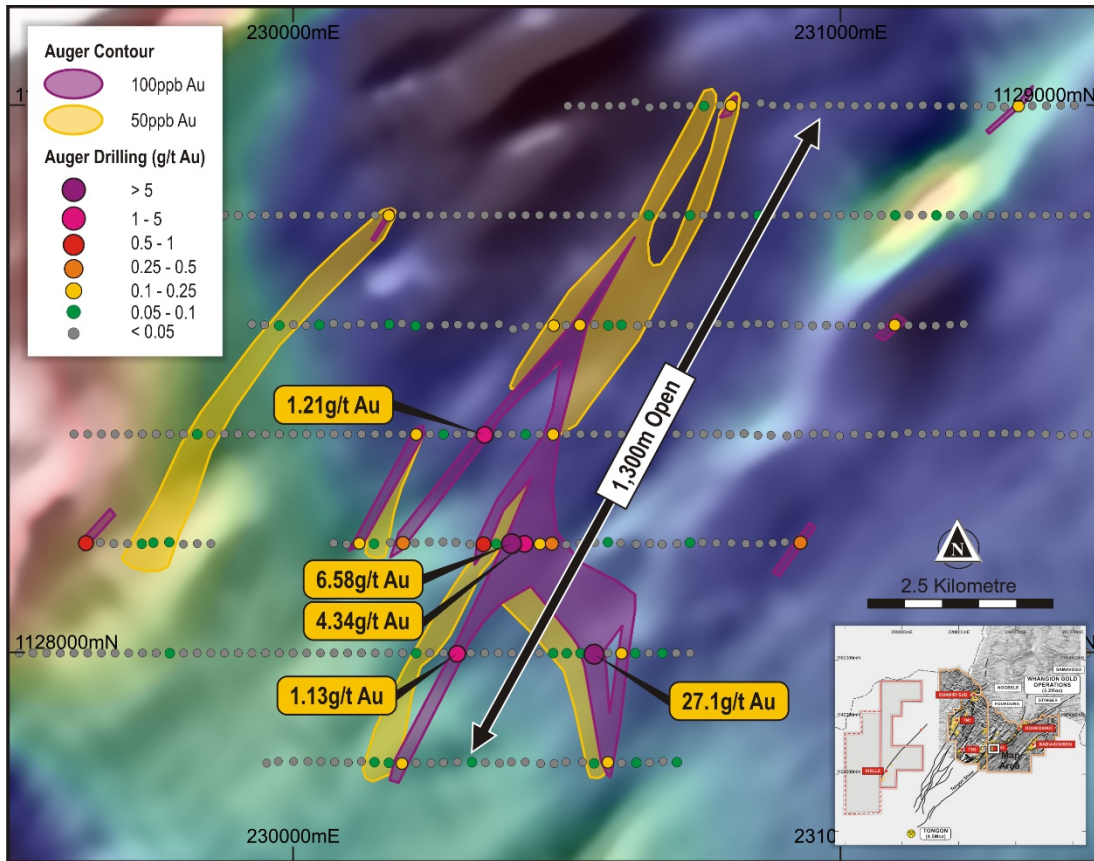 230000mE
231000mE
Auger Contour
100ppb Au
50ppb Au
Auger Drilling (g/t Au)
> 5
1 - 5
0.5 - 1
0.25 - 0.5
0.1 - 0.25
0.05 - 0.1
< 0.05
1129000mN
1,300m Open
1.21g/t Au
6.58g/t Au
4.34g/t Au
1128000mN
1.13g/t Au
27.1g/t Au
N
2.5 Kilometre
230000mE
WHANGION GOLD
OPERATIONS
Map
Area
TONGON